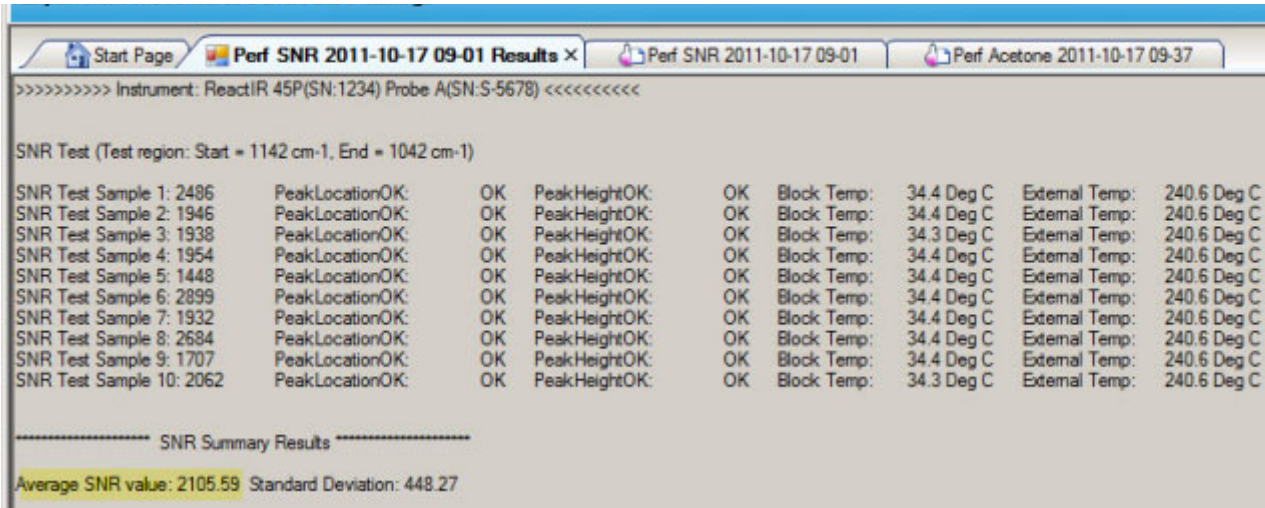 Start Page Perf SNR 2011-10-17 09-01 Results × Perf SNR 2011-10-17 09-01 Perf Acetone 2011-10-17 09-37
>>>>>>>>>> Instrument: ReactIR 45P(SN:1234) Probe A(SN:S-5678) <<<<<<<<<<
SNR Test (Test region: Start = 1142 cm-1, End = 1042 cm-1)
SNR Test Sample 1: 2486 PeakLocationOK: OK PeakHeightOK: OK Block Temp: 34.4 Deg C External Temp: 240.6 Deg C
SNR Test Sample 2: 1946 PeakLocationOK: OK PeakHeightOK: OK Block Temp: 34.4 Deg C External Temp: 240.6 Deg C
SNR Test Sample 3: 1938 PeakLocationOK: OK PeakHeightOK: OK Block Temp: 34.3 Deg C External Temp: 240.6 Deg C
SNR Test Sample 4: 1954 PeakLocationOK: OK PeakHeightOK: OK Block Temp: 34.4 Deg C External Temp: 240.6 Deg C
SNR Test Sample 5: 1448 PeakLocationOK: OK PeakHeightOK: OK Block Temp: 34.4 Deg C External Temp: 240.6 Deg C
SNR Test Sample 6: 2899 PeakLocationOK: OK PeakHeightOK: OK Block Temp: 34.4 Deg C External Temp: 240.6 Deg C
SNR Test Sample 7: 1932 PeakLocationOK: OK PeakHeightOK: OK Block Temp: 34.4 Deg C External Temp: 240.6 Deg C
SNR Test Sample 8: 2684 PeakLocationOK: OK PeakHeightOK: OK Block Temp: 34.4 Deg C External Temp: 240.6 Deg C
SNR Test Sample 9: 1707 PeakLocationOK: OK PeakHeightOK: OK Block Temp: 34.4 Deg C External Temp: 240.6 Deg C
SNR Test Sample 10: 2062 PeakLocationOK: OK PeakHeightOK: OK Block Temp: 34.3 Deg C External Temp: 240.6 Deg C
********************** SNR Summary Results **********************
Average SNR value: 2105.59 Standard Deviation: 448.27